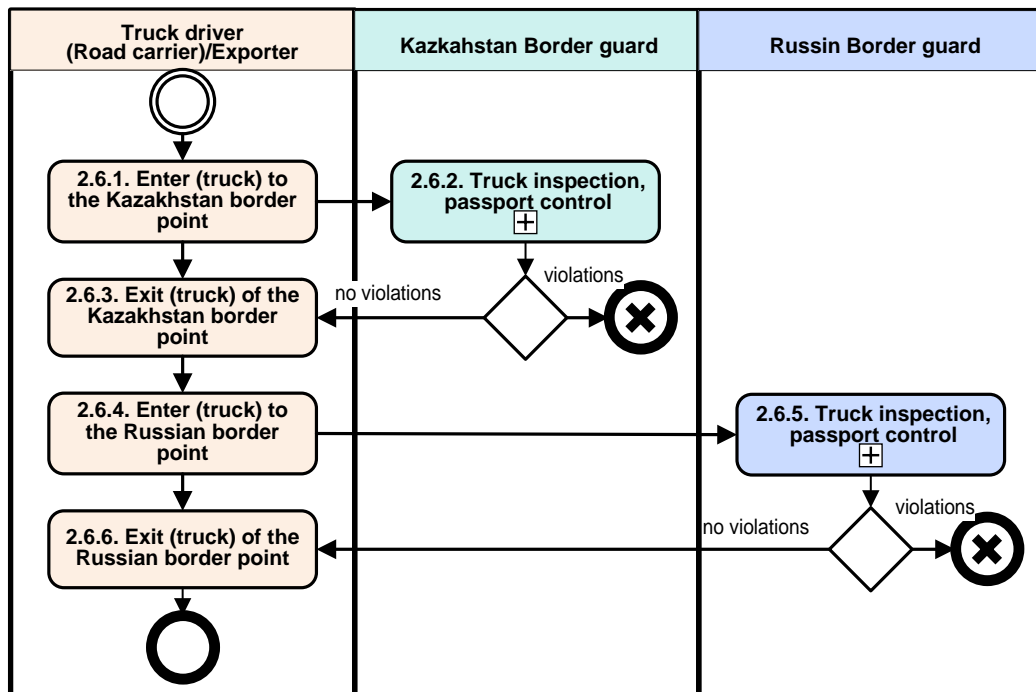 Truck driver
(Road carrier)/Exporter
Kazkahstan Border guard
Russin Border guard
2.6.1. Enter (truck) to
the Kazakhstan border
point
2.6.2. Truck inspection,
passport control
2.6.3. Exit (truck) of the
Kazakhstan border
point
no violations
violations
2.6.4. Enter (truck) to
the Russian border
point
2.6.5. Truck inspection,
passport control
2.6.6. Exit (truck) of the
Russian border point
no violations
violations